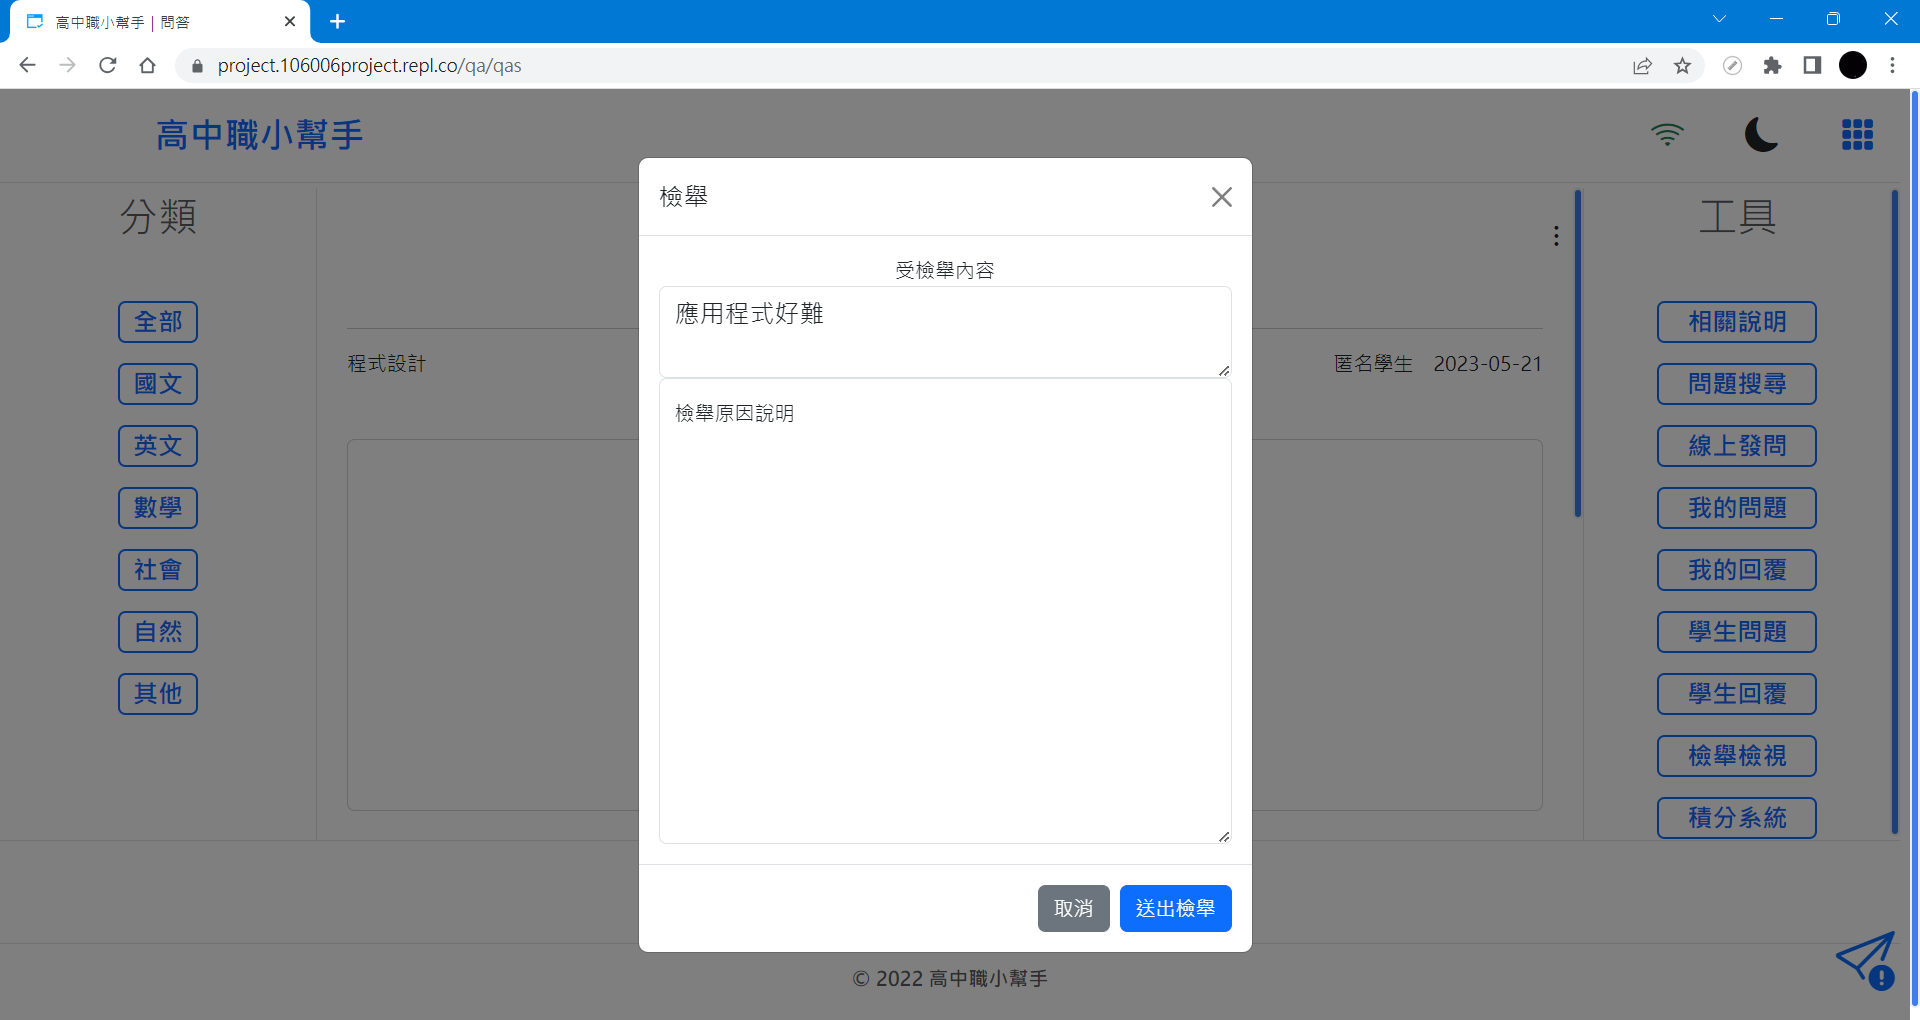 高中職小幫手 | 問答
project.106006project.repl.co/qa/qas
高中職小幫手
分類
全部
國文
英文
數學
社會
自然
其他
程式設計
匿名學生 2023-05-21
檢舉
受檢舉內容
應用程式好難
檢舉原因說明
取消
送出檢舉
工具
相關說明
問題搜尋
線上發問
我的問題
我的回覆
學生問題
學生回覆
檢舉檢視
積分系統
© 2022 高中職小幫手